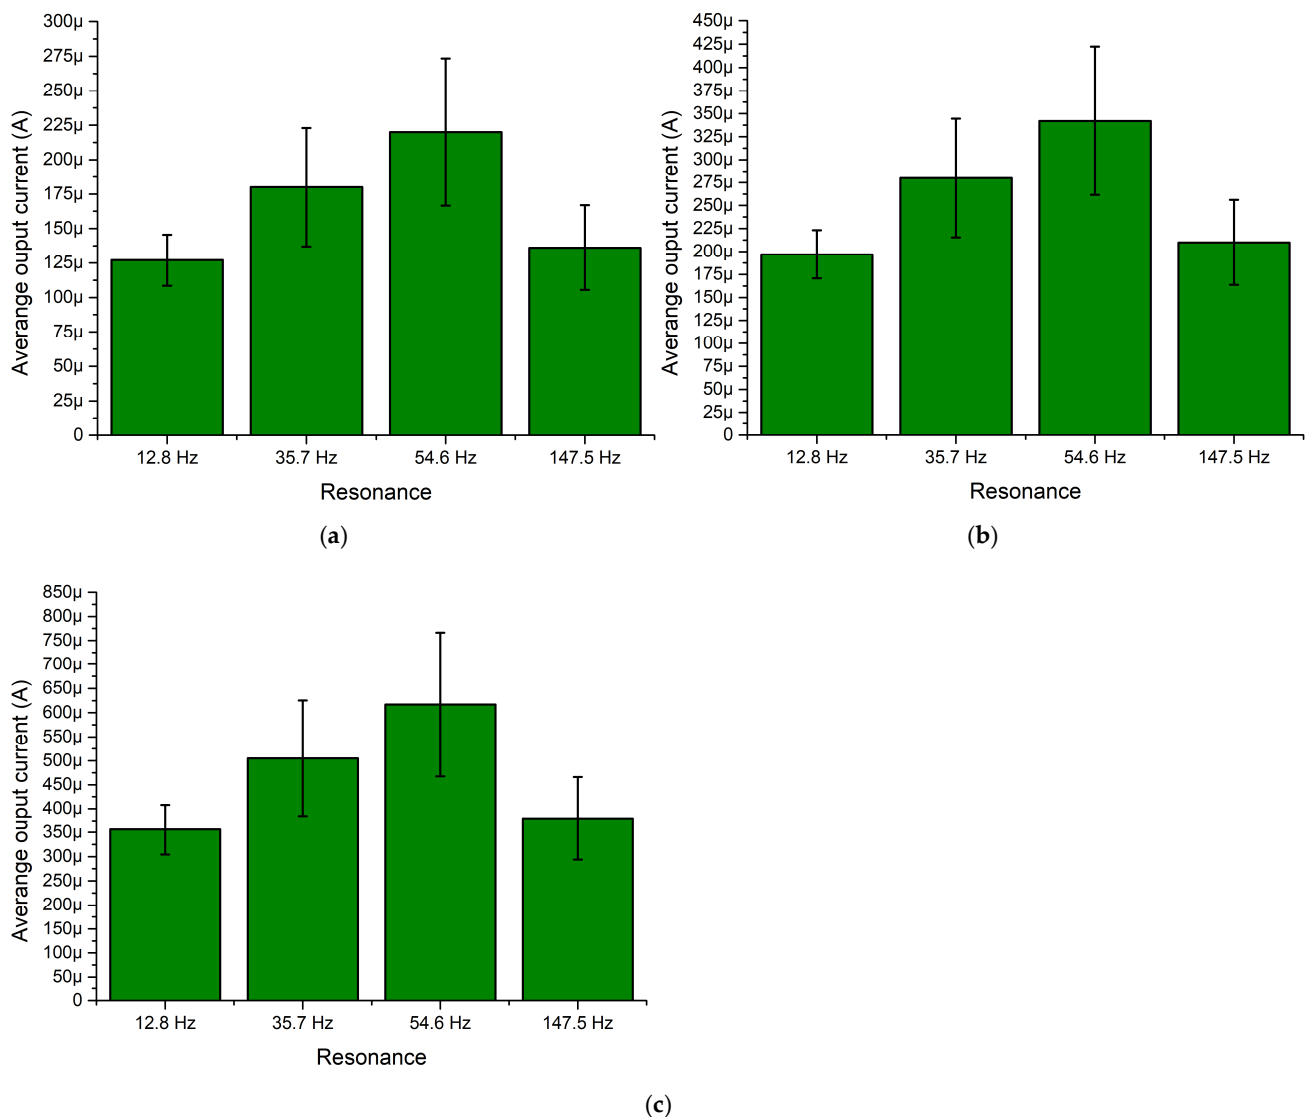 300µ
275µ
250µ
225µ
200µ
175µ
150µ
125µ
100µ
75µ
50µ
25µ
0
Averange ouput current (A)
12.8 Hz 35.7 Hz 54.6 Hz 147.5 Hz
Resonance
(a)
450µ
425µ
400µ
375µ
350µ
325µ
300µ
275µ
250µ
225µ
200µ
175µ
150µ
125µ
100µ
75µ
50µ
25µ
0
Averange ouput current (A)
12.8 Hz 35.7 Hz 54.6 Hz 147.5 Hz
Resonance
(b)
850µ
800µ
750µ
700µ
650µ
600µ
550µ
500µ
450µ
400µ
350µ
300µ
250µ
200µ
150µ
100µ
50µ
0
Averange ouput current (A)
12.8 Hz 35.7 Hz 54.6 Hz 147.5 Hz
Resonance
(c)